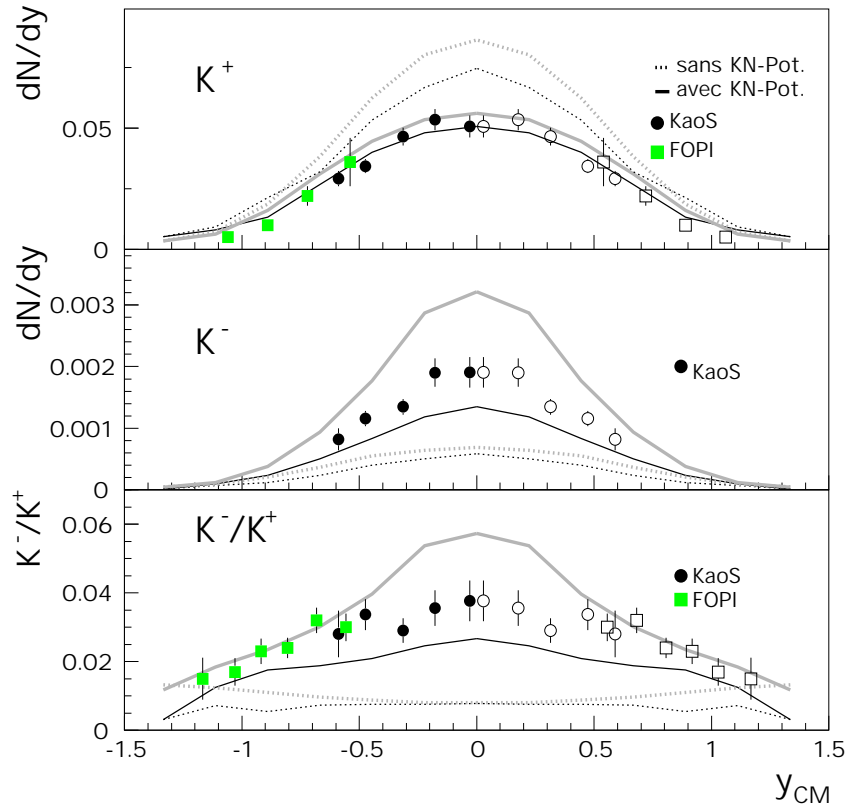 dN/dy
K⁺
sans KN-Pot.
avec KN-Pot.
KaoS
FOPI
0.05
0
dN/dy
K⁻
KaoS
0.003
0.002
0.001
0
K⁻/K⁺
K⁻/K⁺
KaoS
FOPI
0.06
0.04
0.02
0
-1.5 -1 -0.5 0 0.5 1 1.5
y_CM